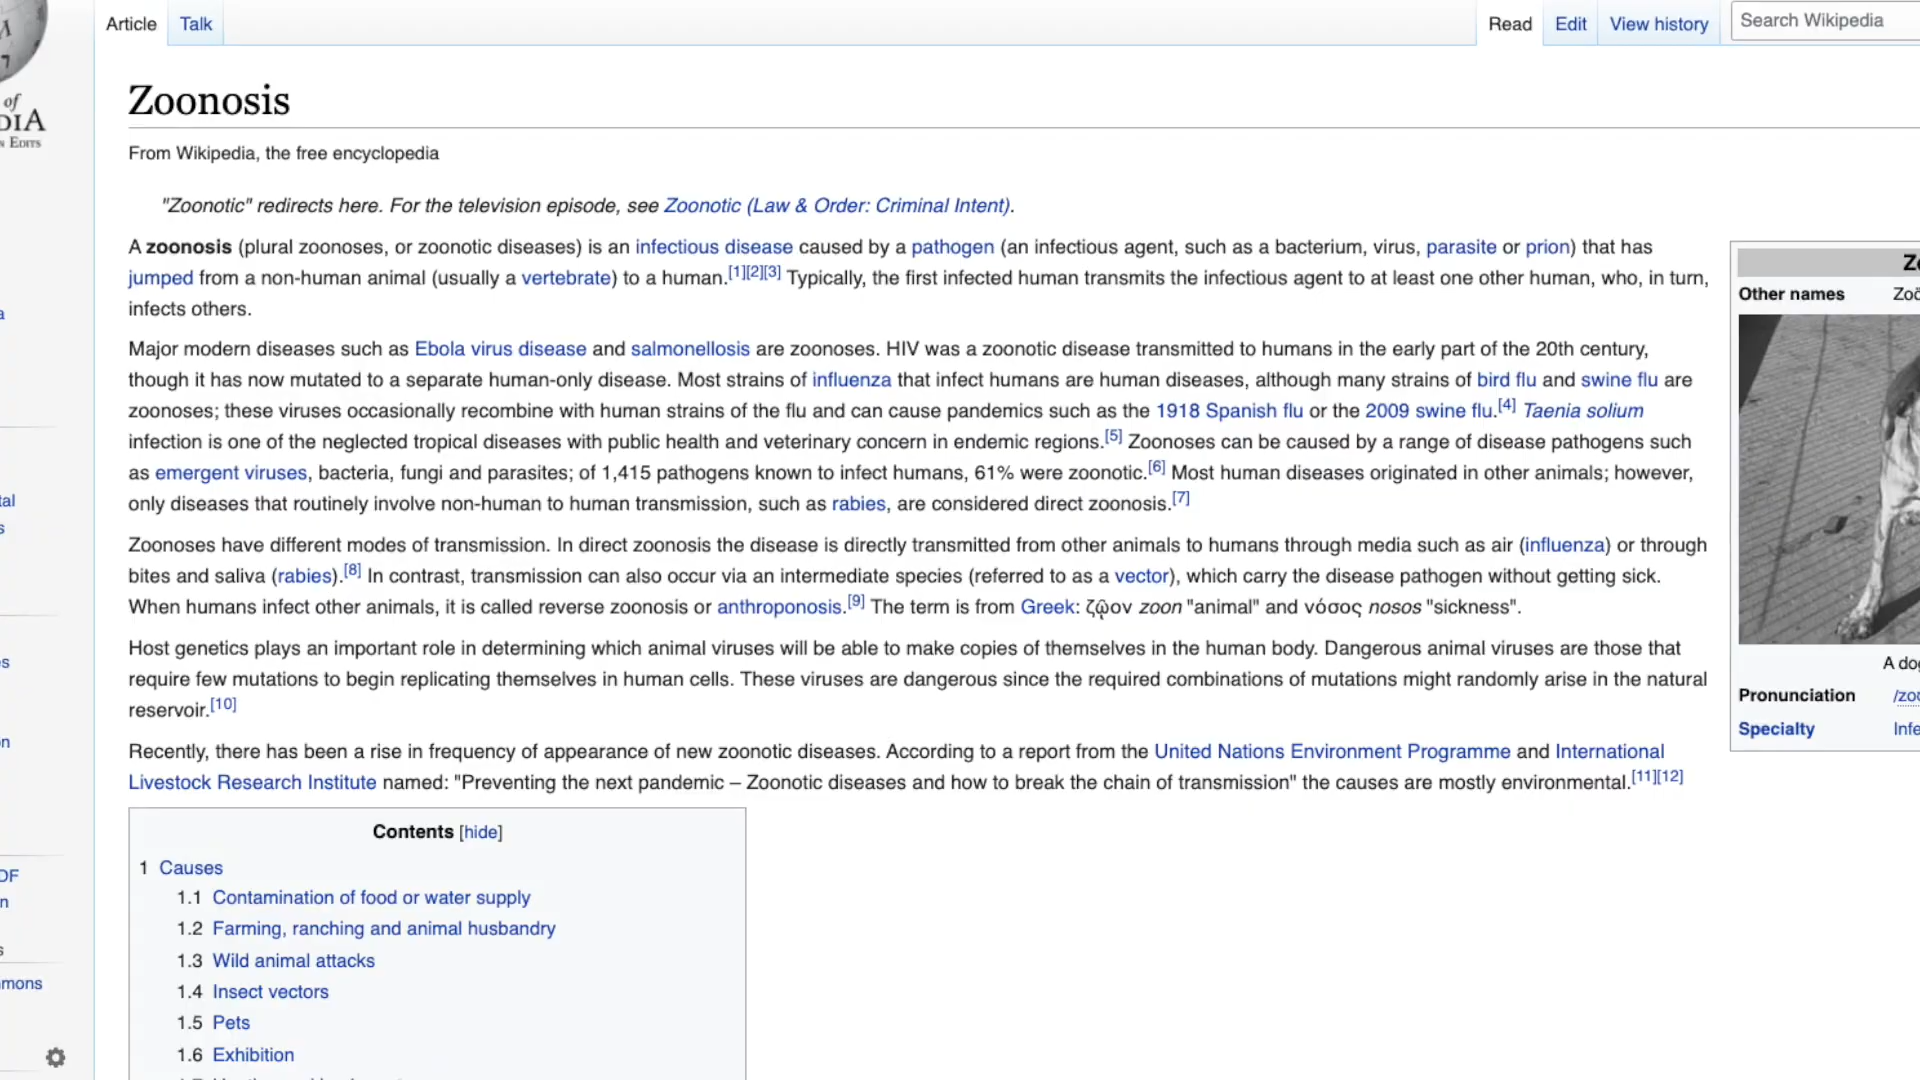 Article Talk Read Edit View history Search Wikipedia
of
DIA
Edits
Zoonosis
From Wikipedia, the free encyclopedia
"Zoonotic" redirects here. For the television episode, see Zoonotic (Law & Order: Criminal Intent).
A zoonosis (plural zoonoses, or zoonotic diseases) is an infectious disease caused by a pathogen (an infectious agent, such as a bacterium, virus, parasite or prion) that has
jumped from a non-human animal (usually a vertebrate) to a human.[1][2][3] Typically, the first infected human transmits the infectious agent to at least one other human, who, in turn,
infects others.
Major modern diseases such as Ebola virus disease and salmonellosis are zoonoses. HIV was a zoonotic disease transmitted to humans in the early part of the 20th century,
though it has now mutated to a separate human-only disease. Most strains of influenza that infect humans are human diseases, although many strains of bird flu and swine flu are
zoonoses; these viruses occasionally recombine with human strains of the flu and can cause pandemics such as the 1918 Spanish flu or the 2009 swine flu.[4] Taenia solium
infection is one of the neglected tropical diseases with public health and veterinary concern in endemic regions.[5] Zoonoses can be caused by a range of disease pathogens such
as emergent viruses, bacteria, fungi and parasites; of 1,415 pathogens known to infect humans, 61% were zoonotic.[6] Most human diseases originated in other animals; however,
only diseases that routinely involve non-human to human transmission, such as rabies, are considered direct zoonosis.[7]
Zoonoses have different modes of transmission. In direct zoonosis the disease is directly transmitted from other animals to humans through media such as air (influenza) or through
bites and saliva (rabies).[8] In contrast, transmission can also occur via an intermediate species (referred to as a vector), which carry the disease pathogen without getting sick.
When humans infect other animals, it is called reverse zoonosis or anthroponosis.[9] The term is from Greek: ζῷον zoon "animal" and νόσος nosos "sickness".
Host genetics plays an important role in determining which animal viruses will be able to make copies of themselves in the human body. Dangerous animal viruses are those that
require few mutations to begin replicating themselves in human cells. These viruses are dangerous since the required combinations of mutations might randomly arise in the natural
reservoir.[10]
Recently, there has been a rise in frequency of appearance of new zoonotic diseases. According to a report from the United Nations Environment Programme and International
Livestock Research Institute named: "Preventing the next pandemic – Zoonotic diseases and how to break the chain of transmission" the causes are mostly environmental.[11][12]
Contents [hide]
1 Causes
1.1 Contamination of food or water supply
1.2 Farming, ranching and animal husbandry
1.3 Wild animal attacks
1.4 Insect vectors
1.5 Pets
1.6 Exhibition
Other names
A dog
Pronunciation
Specialty